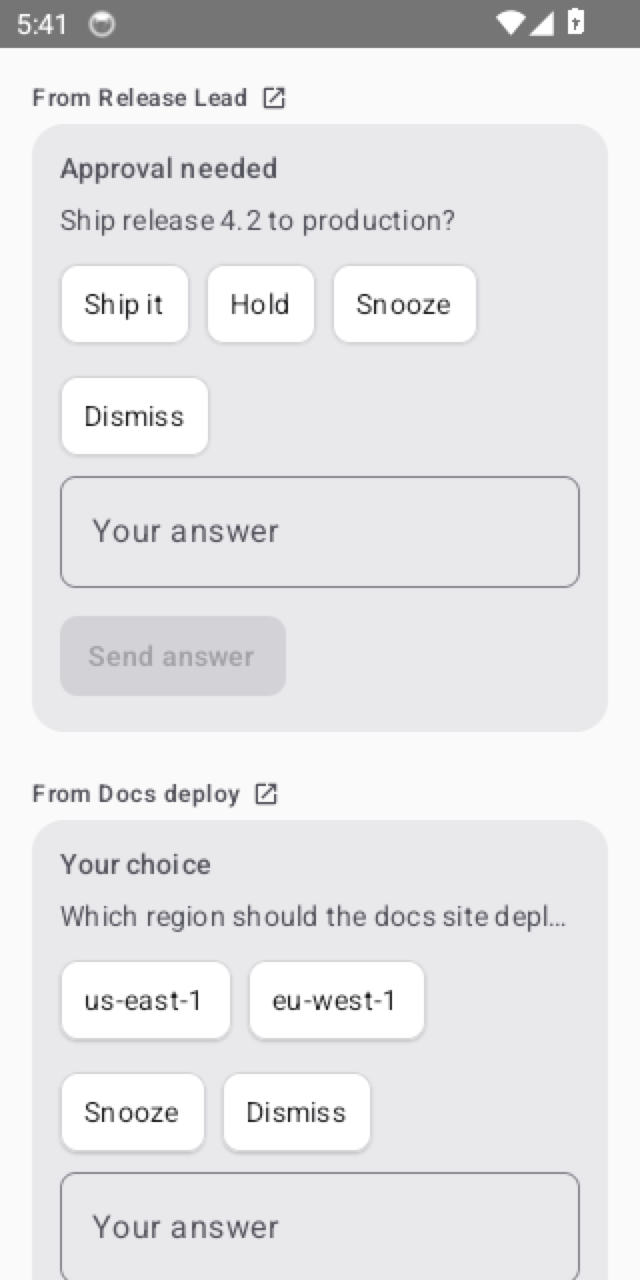 5:41
From Release Lead
Approval needed
Ship release 4.2 to production?
Ship it Hold Snooze
Dismiss
Your answer
Send answer
From Docs deploy
Your choice
Which region should the docs site depl...
us-east-1 eu-west-1
Snooze Dismiss
Your answer